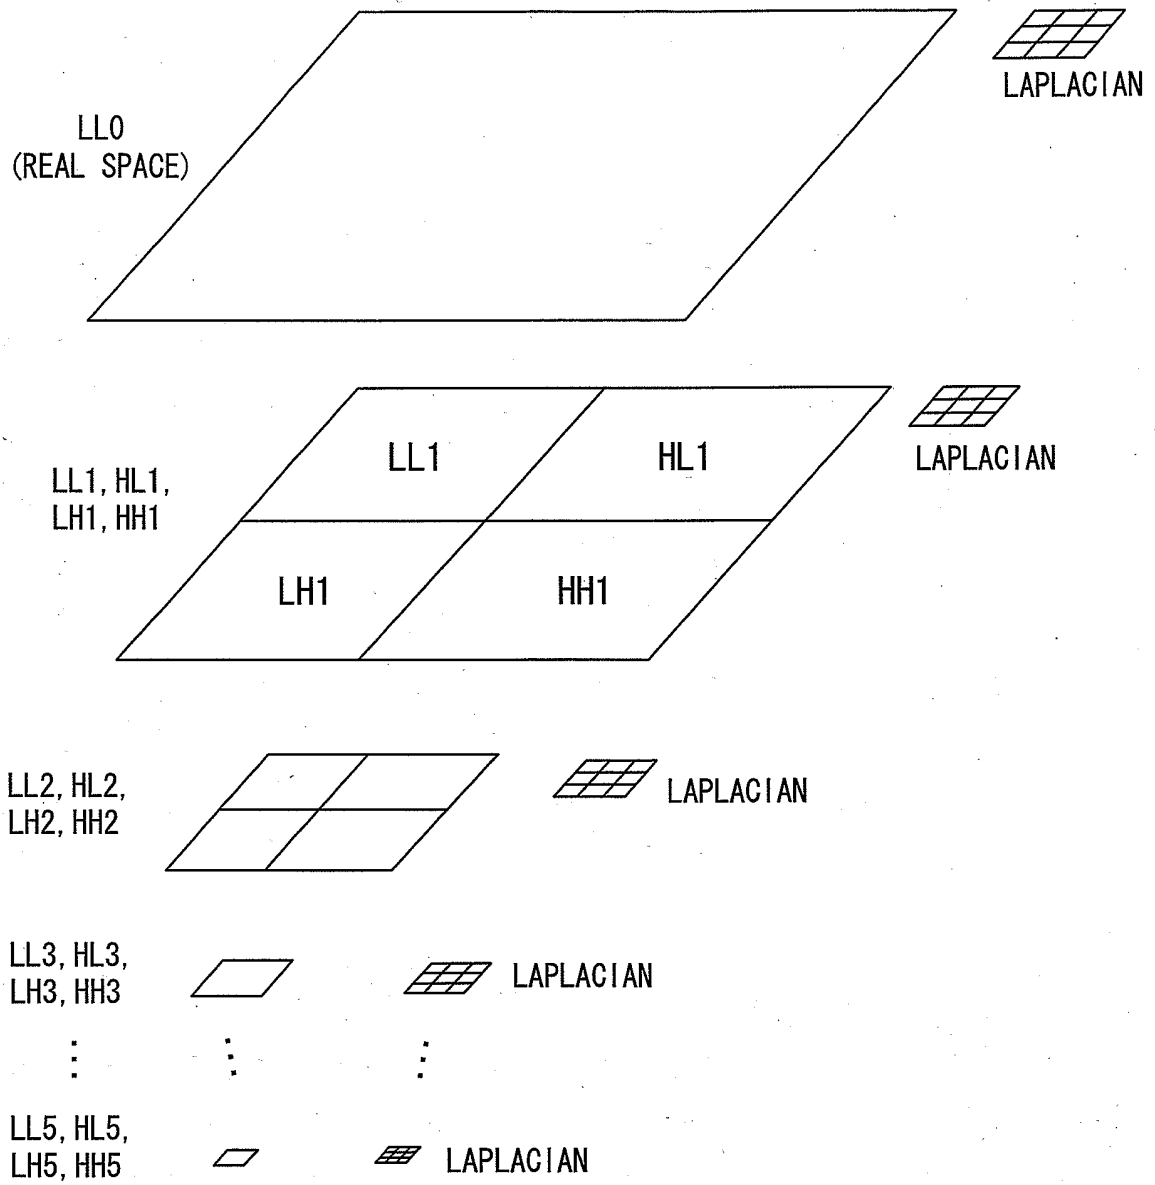 LAPLACIAN
LL0
(REAL SPACE)
LL1 HL1
LAPLACIAN
LL1, HL1,
LH1, HH1
LH1 HH1
LL2, HL2,
LH2, HH2
LAPLACIAN
LL3, HL3,
LH3, HH3
LAPLACIAN
LL5, HL5,
LH5, HH5
LAPLACIAN